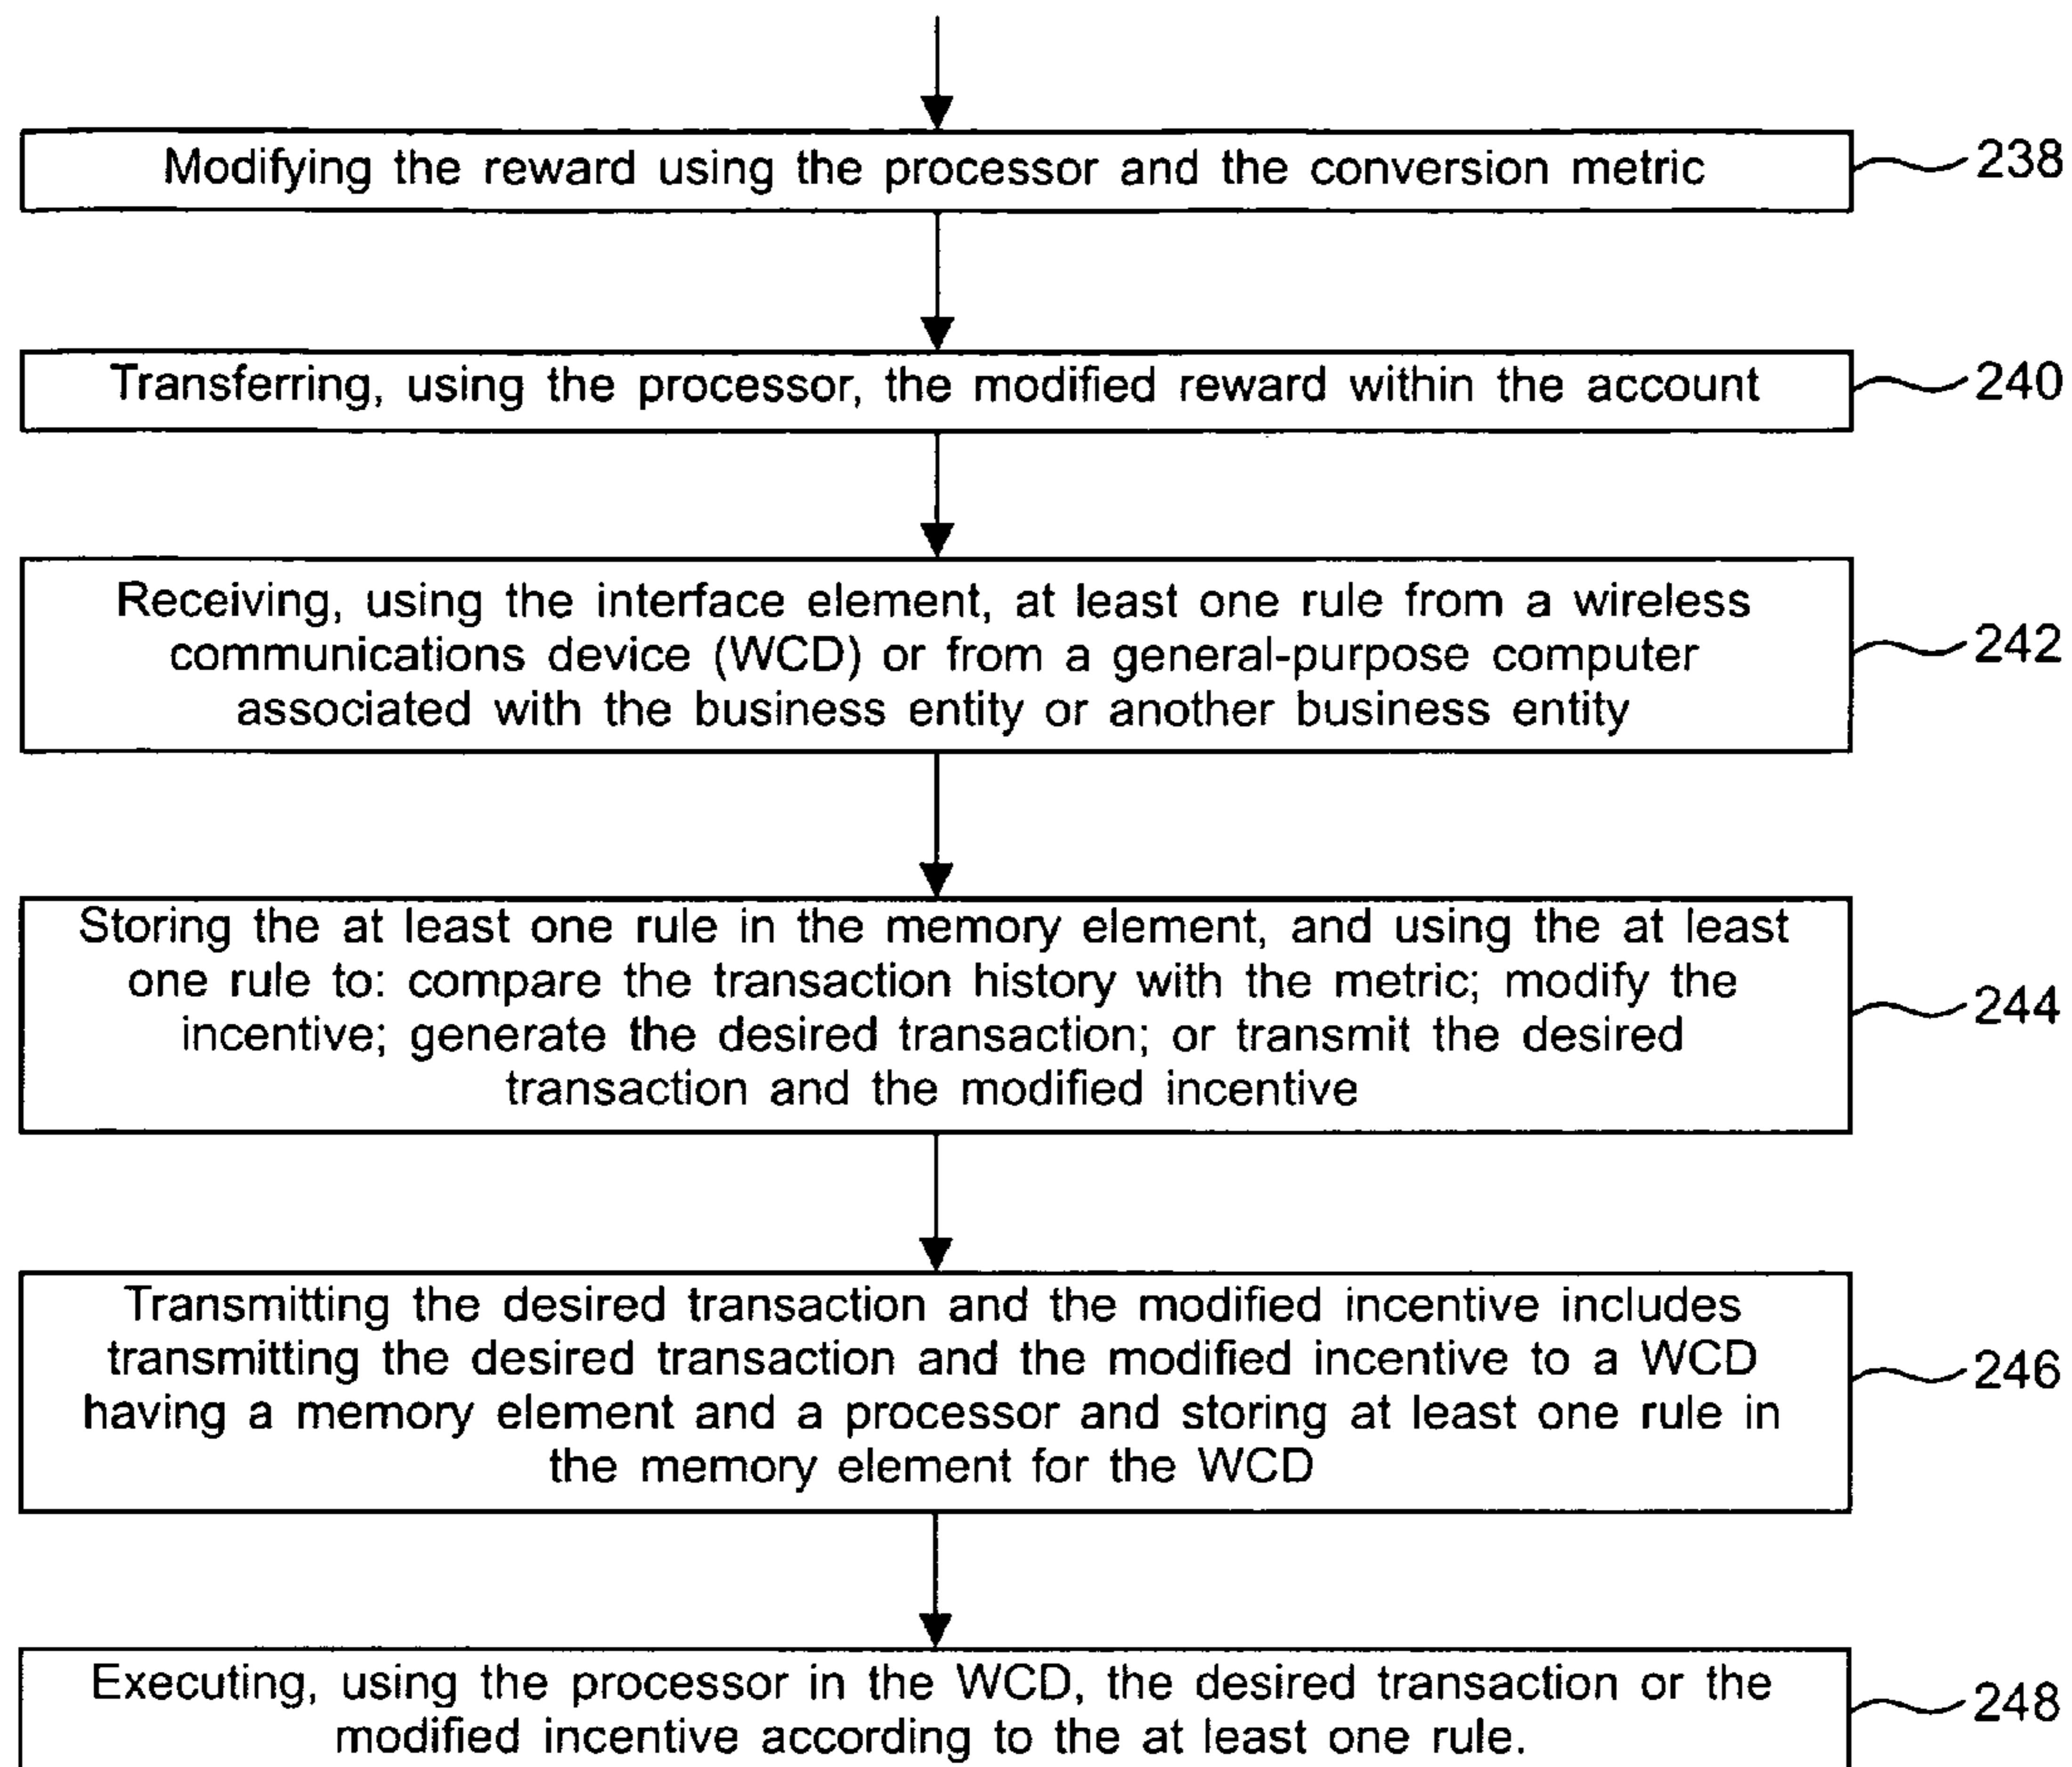 Modifying the reward using the processor and the conversion metric
238
Transferring, using the processor, the modified reward within the account
240
Receiving, using the interface element, at least one rule from a wireless
communications device (WCD) or from a general-purpose computer
associated with the business entity or another business entity
242
Storing the at least one rule in the memory element, and using the at least
one rule to: compare the transaction history with the metric; modify the
incentive; generate the desired transaction; or transmit the desired
transaction and the modified incentive
244
Transmitting the desired transaction and the modified incentive includes
transmitting the desired transaction and the modified incentive to a WCD
having a memory element and a processor and storing at least one rule in
the memory element for the WCD
246
Executing, using the processor in the WCD, the desired transaction or the
modified incentive according to the at least one rule.
248